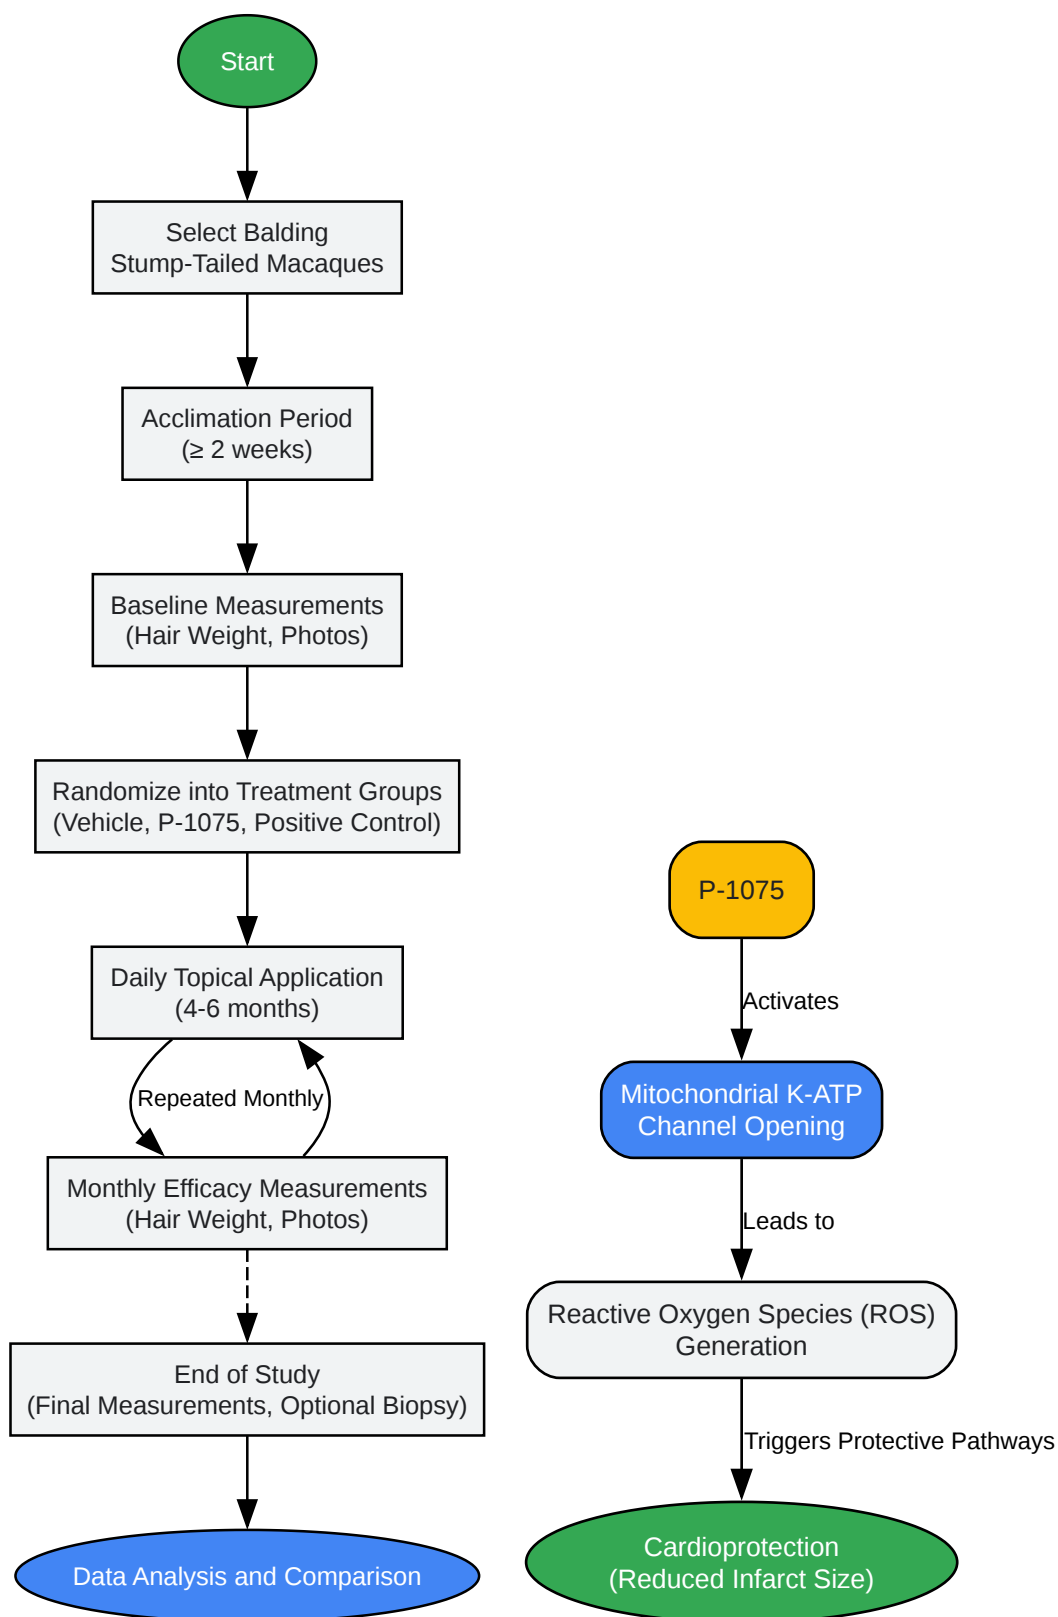 Start
Select Balding
Stump-Tailed Macaques
Acclimation Period
(≥ 2 weeks)
Baseline Measurements
(Hair Weight, Photos)
Randomize into Treatment Groups
(Vehicle, P-1075, Positive Control)
Daily Topical Application
(4-6 months)
Repeated Monthly
Monthly Efficacy Measurements
(Hair Weight, Photos)
End of Study
(Final Measurements, Optional Biopsy)
Data Analysis and Comparison
P-1075
Activates
Mitochondrial K-ATP
Channel Opening
Leads to
Reactive Oxygen Species (ROS)
Generation
Triggers Protective Pathways
Cardioprotection
(Reduced Infarct Size)